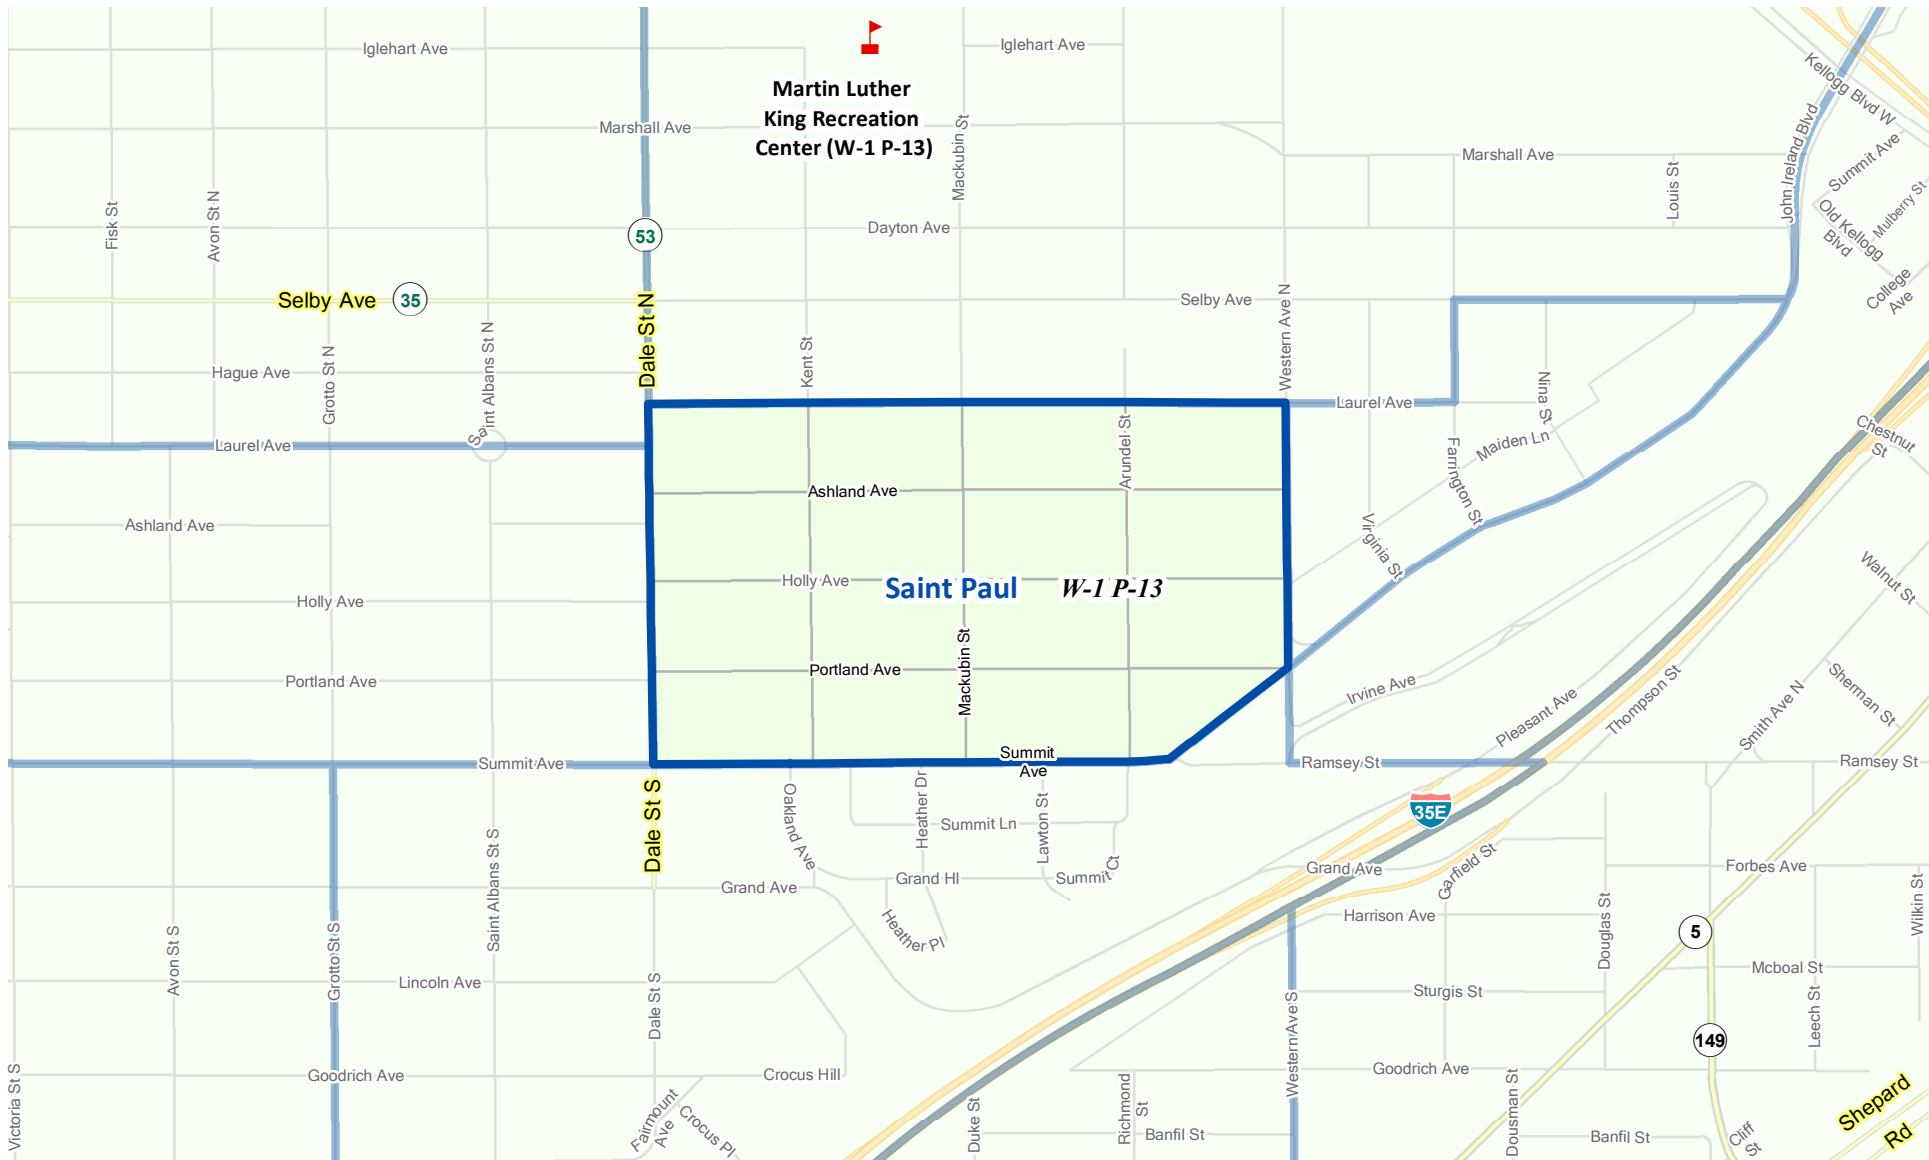 Iglehart Ave
Iglehart Ave
Martin Luther
King Recreation
Center (W-1 P-13)
Kellogg Blvd W
Marshall Ave
Mackubin St
Marshall Ave
Louis St
John Ireland Blvd
Summit Ave
Mulberry St
Old Kellogg
Blvd
College
Ave
Fisk St
Avon St N
53
Dayton Ave
Selby Ave
35
Dale St N
Selby Ave
Western Ave N
Hague Ave
Grotto St N
Saint Albans St N
Kent St
Laurel Ave
Nina St
Laurel Ave
Arundel St
Farrington St
Maiden Ln
Chestnut
St
Ashland Ave
Ashland Ave
Virginia St
Walnut St
Holly Ave
Holly Ave
Saint Paul
W-1 P-13
Mackubin St
Portland Ave
Portland Ave
Irvine Ave
Pleasant Ave
Thompson St
Smith Ave N
Sherman St
Summit Ave
Summit
Ave
Ramsey St
Ramsey St
Dale St S
Oakland Ave
Heather Dr
Summit Ln
Lawton St
Summit Ct
35E
Saint Albans St S
Grand Ave
Grand Hl
Heather Pl
Grand Ave
Garfield St
Forbes Ave
Harrison Ave
Douglas St
Wilkin St
5
Avon St S
Grotto St S
Lincoln Ave
Dale St S
Western Ave S
Sturgis St
Mcboal St
Leech St
149
Victoria St S
Goodrich Ave
Crocus Hill
Goodrich Ave
Fairmount
Ave
Crocus Pl
Duke St
Richmond
St
Banfil St
Dousman St
Banfil St
Cliff
St
Shepard
Rd